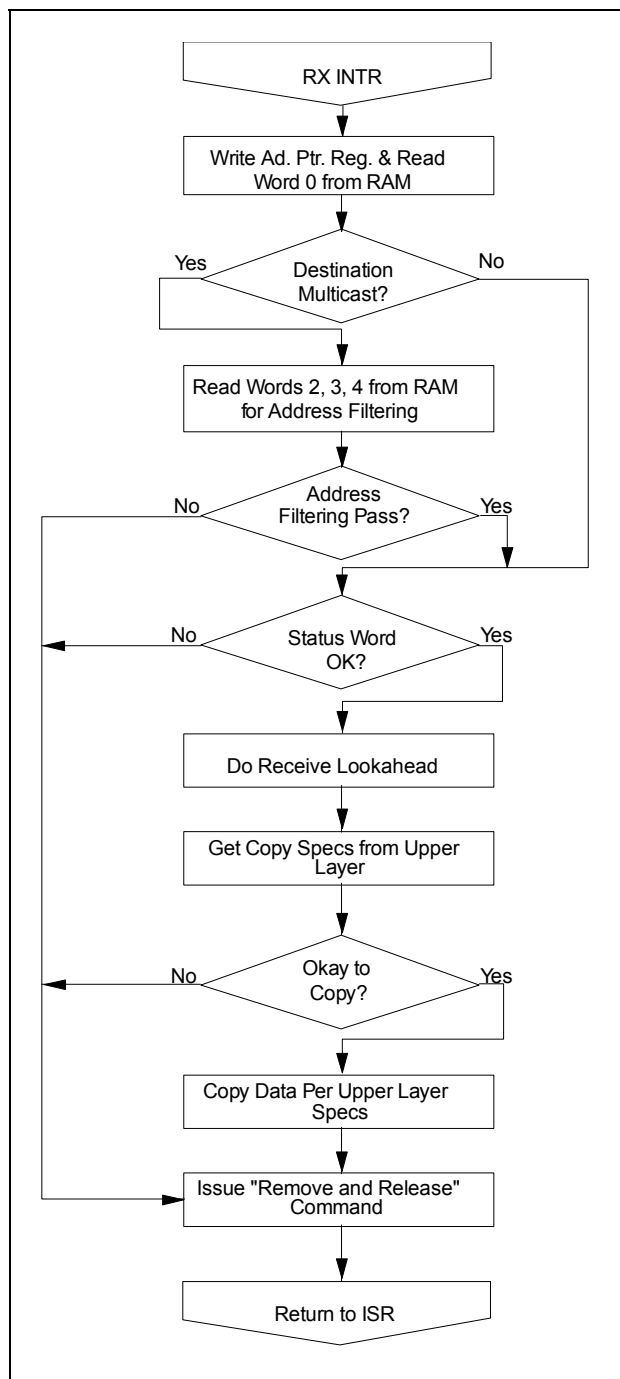 RX INTR
Write Ad. Ptr. Reg. & Read
Word 0 from RAM
Yes
No
Destination
Multicast?
Read Words 2, 3, 4 from RAM
for Address Filtering
No
Address
Yes
Filtering Pass?
No
Status Word
Yes
OK?
Do Receive Lookahead
Get Copy Specs from Upper
Layer
No
Okay to
Yes
Copy?
Copy Data Per Upper Layer
Specs
Issue "Remove and Release"
Command
Return to ISR